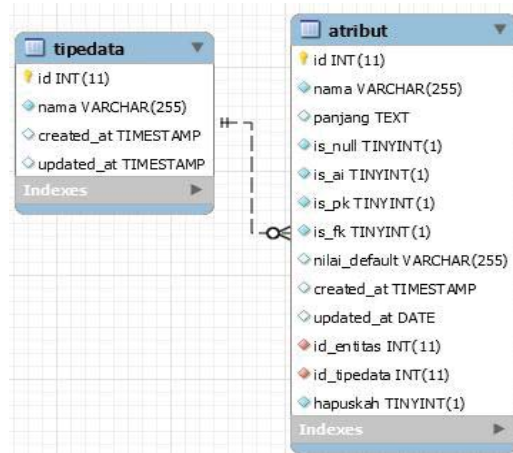 tipedata
id INT(11)
nama VARCHAR(255)
created_at TIMESTAMP
updated_at TIMESTAMP
Indexes
atribut
id INT(11)
nama VARCHAR(255)
panjang TEXT
is_null TINYINT(1)
is_ai TINYINT(1)
is_pk TINYINT(1)
is_fk TINYINT(1)
nilai_default VARCHAR(255)
created_at TIMESTAMP
updated_at DATE
id_entitas INT(11)
id_tipedata INT(11)
hapuskah TINYINT(1)
Indexes